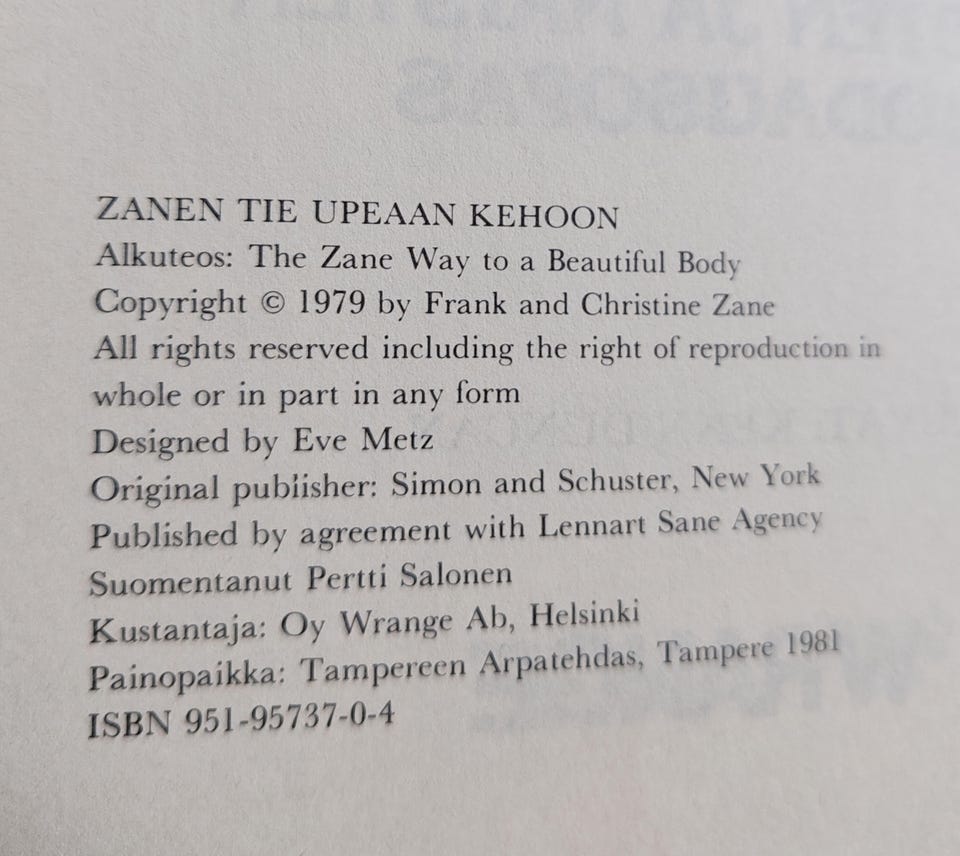 ZANEN TIE UPEAAN KEHOON
Alkuteos: The Zane Way to a Beautiful Body
Copyright © 1979 by Frank and Christine Zane
All rights reserved including the right of reproduction in
whole or in part in any form
Designed by Eve Metz
Original publisher: Simon and Schuster, New York
Published by agreement with Lennart Sane Agency
Suomentanut Pertti Salonen
Kustantaja: Oy Wrange Ab, Helsinki
Painopaikka: Tampereen Arpatehdas, Tampere 1981
ISBN 951-95737-0-4